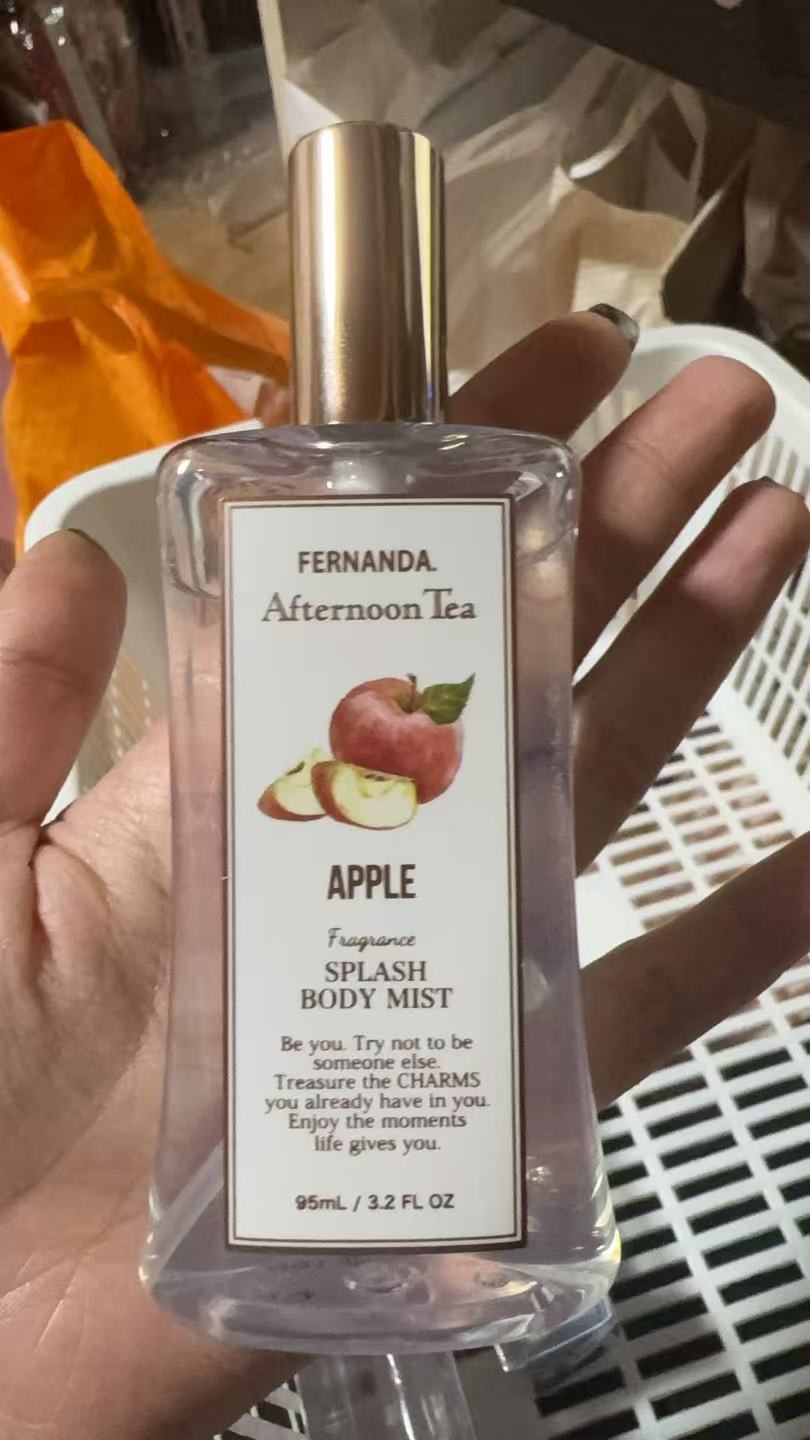 FERNANDA.
Afternoon Tea
APPLE
Fragrance
SPLASH
BODY MIST
Be you. Try not to be
someone else.
Treasure the CHARMS
you already have in you.
Enjoy the moments
life gives you.
95mL / 3.2 FL OZ